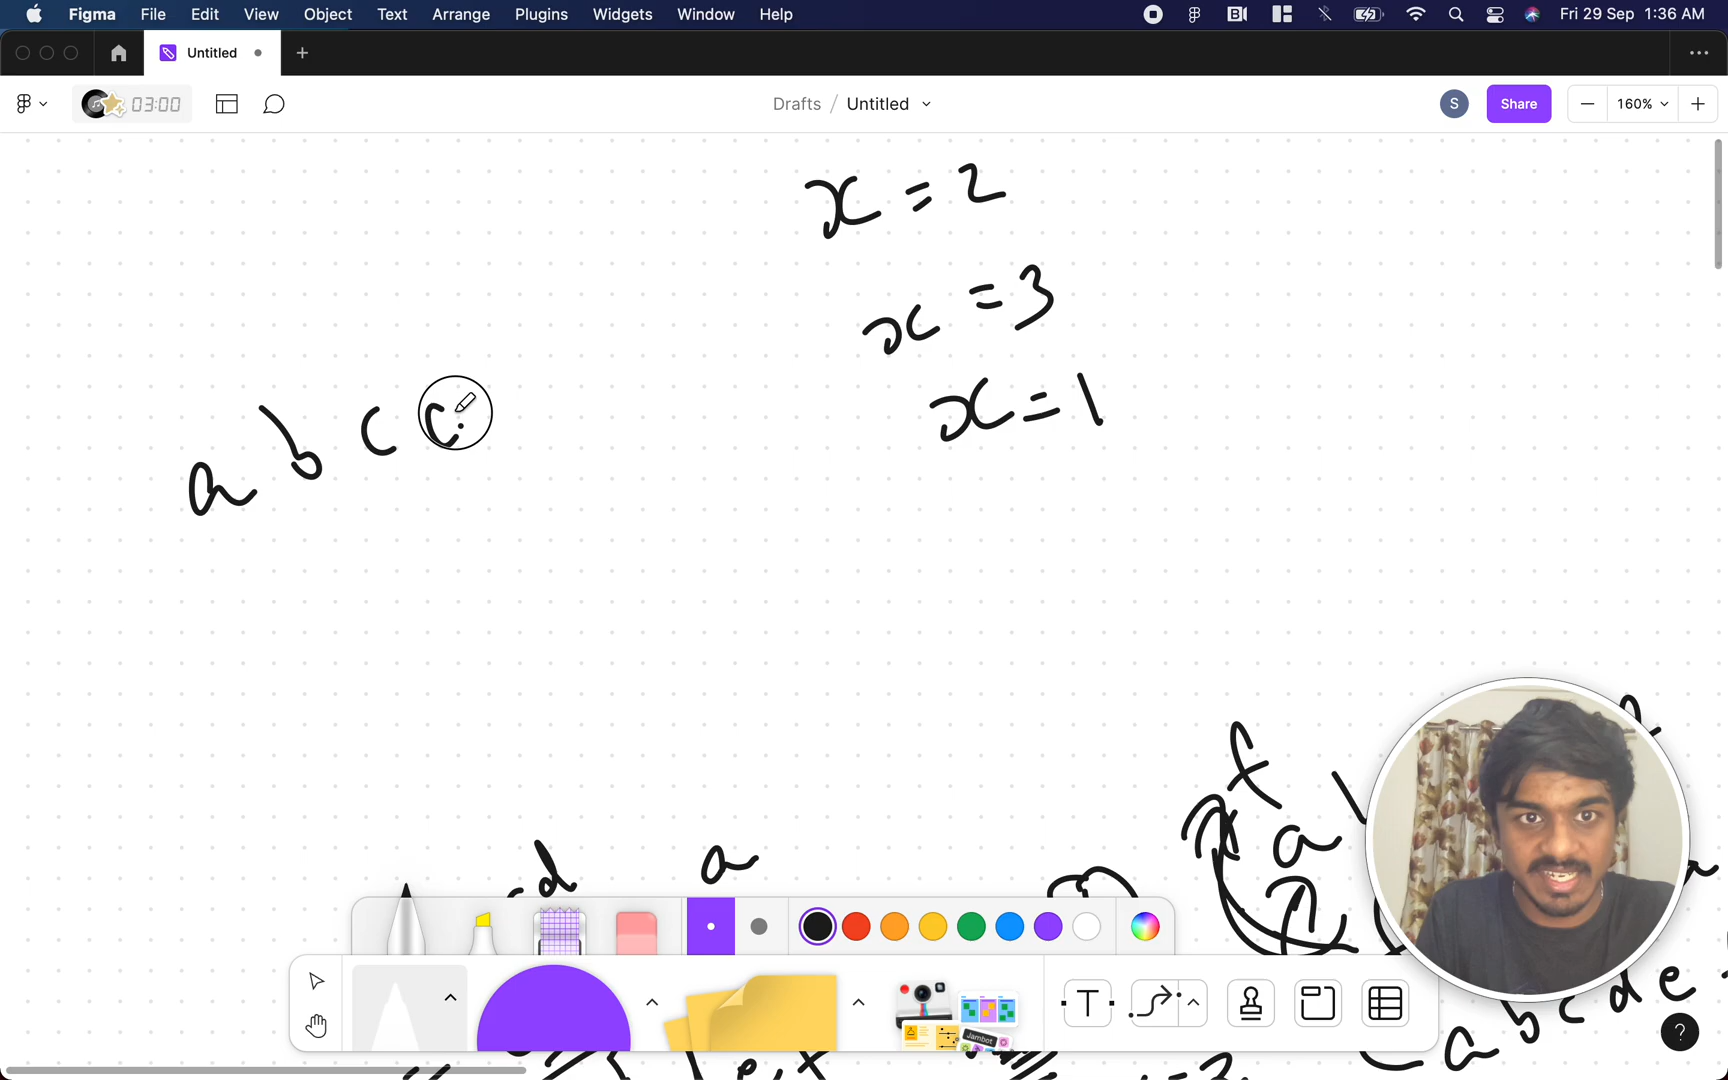 Figma File Edit View Object Text Arrange Plugins Widgets Window Help Fri 29 Sep 1:36 AM
Untitled
03:00 Drafts / Untitled S Share 160%
x = 2
x = 3
x = 1
a b c c
f
a
d a
a b c d e
T
Jambot
?